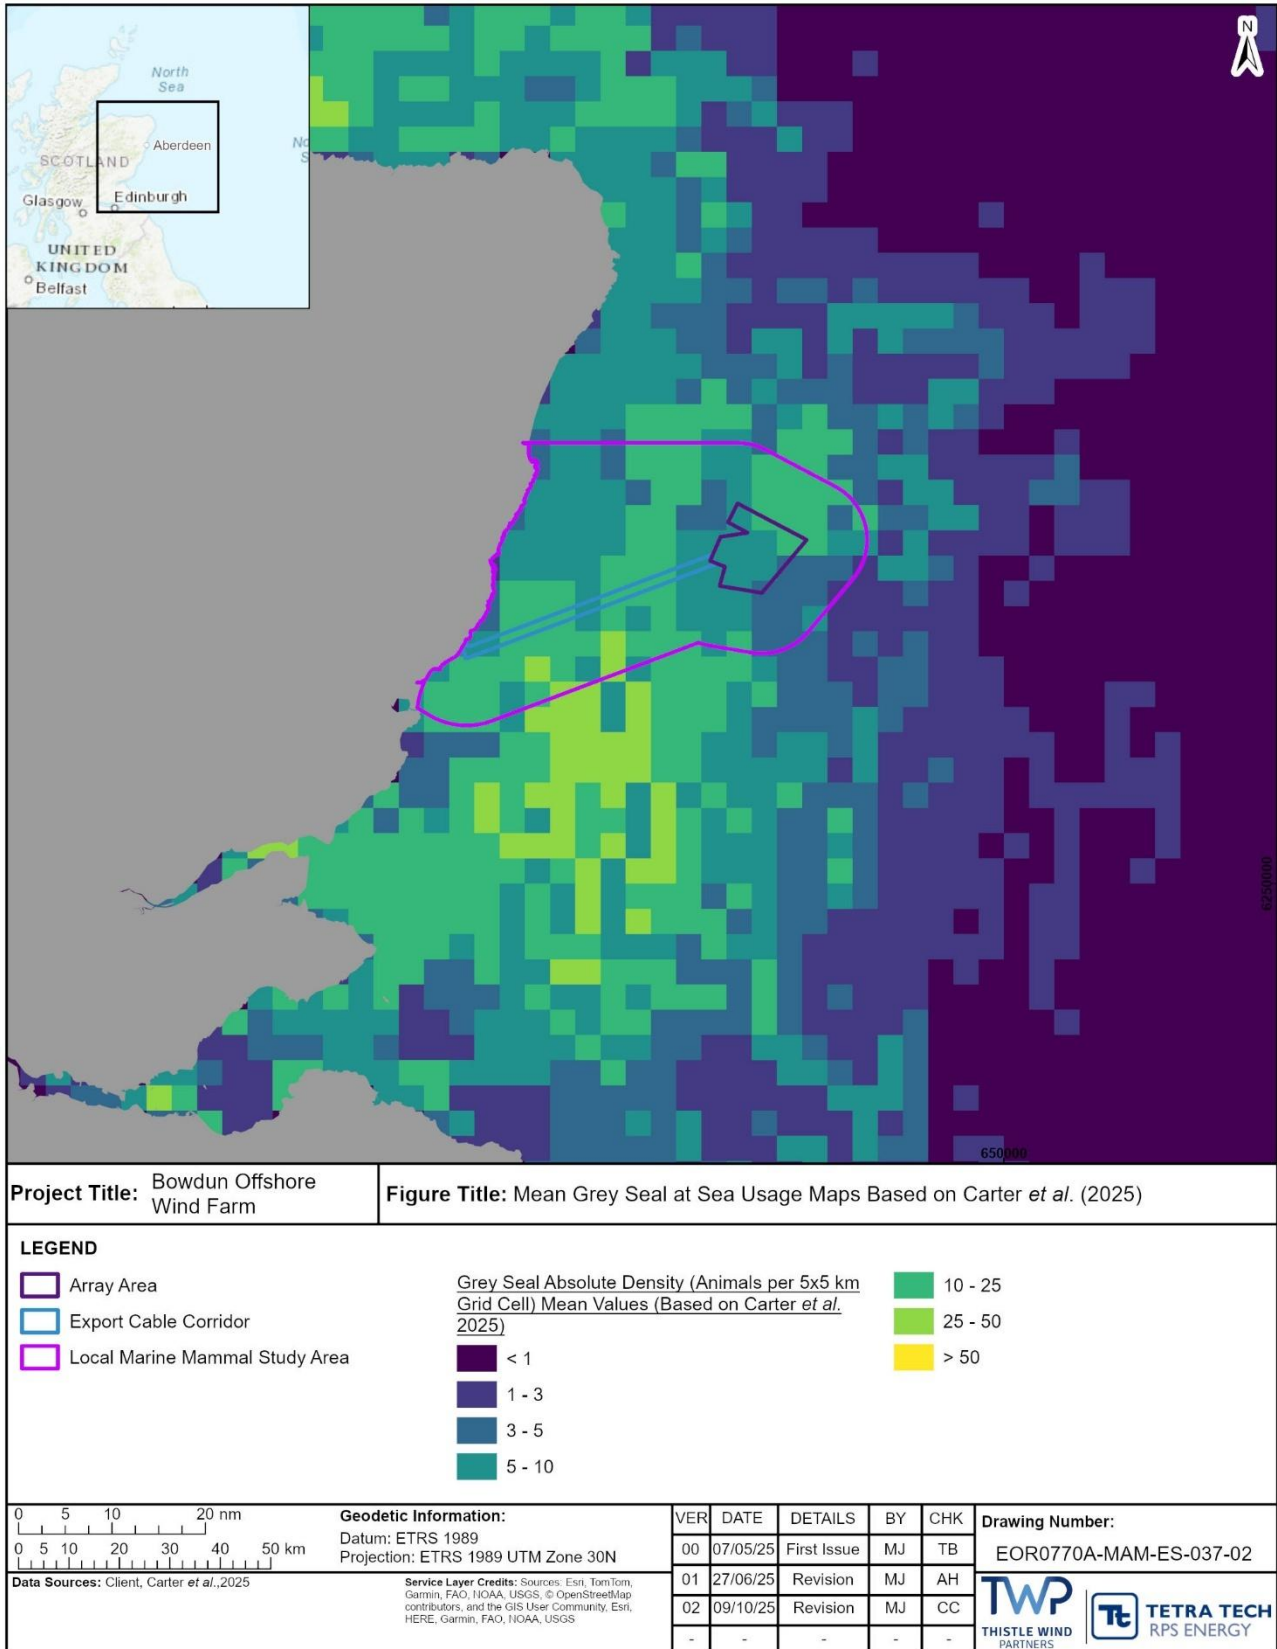 N
North
Sea
Aberdeen
No
S
SCOTLAND
Glasgow
Edinburgh
UNITED
KINGDOM
Belfast
6250000
650000
Project Title: Bowdun Offshore
Wind Farm
Figure Title: Mean Grey Seal at Sea Usage Maps Based on Carter et al. (2025)
LEGEND
Array Area
Export Cable Corridor
Local Marine Mammal Study Area
Grey Seal Absolute Density (Animals per 5x5 km
Grid Cell) Mean Values (Based on Carter et al.
2025)
< 1
1 - 3
3 - 5
5 - 10
10 - 25
25 - 50
> 50
0 5 10 20 nm
0 5 10 20 30 40 50 km
Geodetic Information:
Datum: ETRS 1989
Projection: ETRS 1989 UTM Zone 30N
Data Sources: Client, Carter et al.,2025
Service Layer Credits: Sources: Esri, TomTom,
Garmin, FAO, NOAA, USGS, © OpenStreetMap
contributors, and the GIS User Community, Esri,
HERE, Garmin, FAO, NOAA, USGS
VER DATE DETAILS BY CHK
00 07/05/25 First Issue MJ TB
01 27/06/25 Revision MJ AH
02 09/10/25 Revision MJ CC
- - - - -
Drawing Number:
EOR0770A-MAM-ES-037-02
TWP
THISTLE WIND
PARTNERS
Tt
TETRA TECH
RPS ENERGY